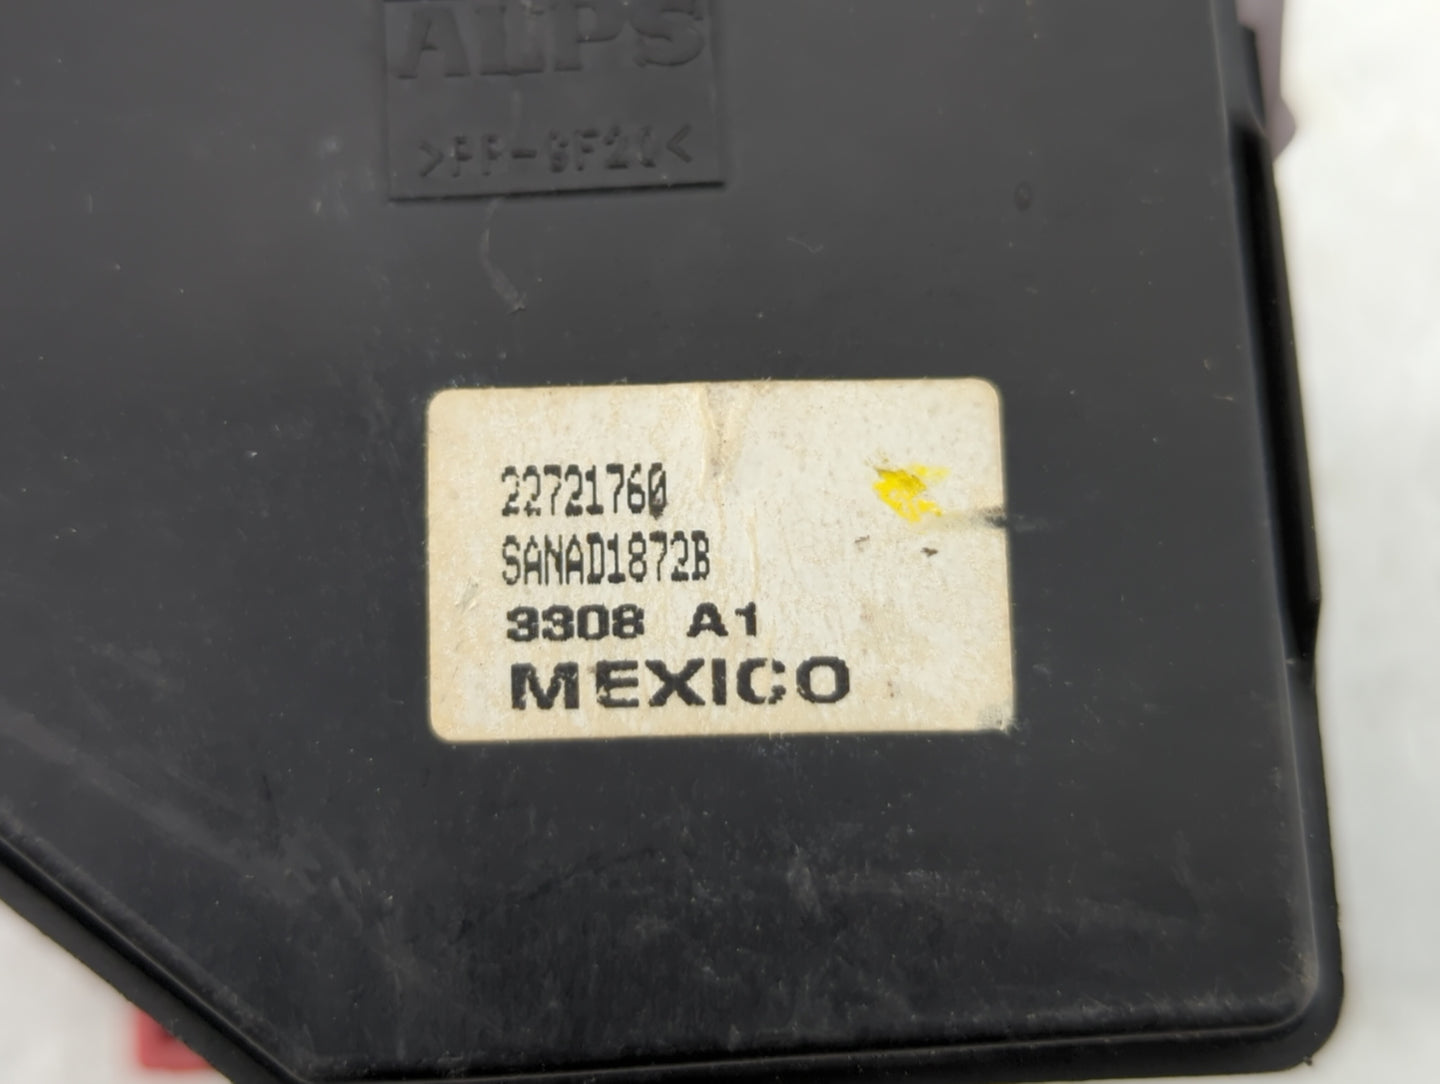 ALPS
>PP-GF20<
22721760
SANAD1872B
3308 A1
MEXICO